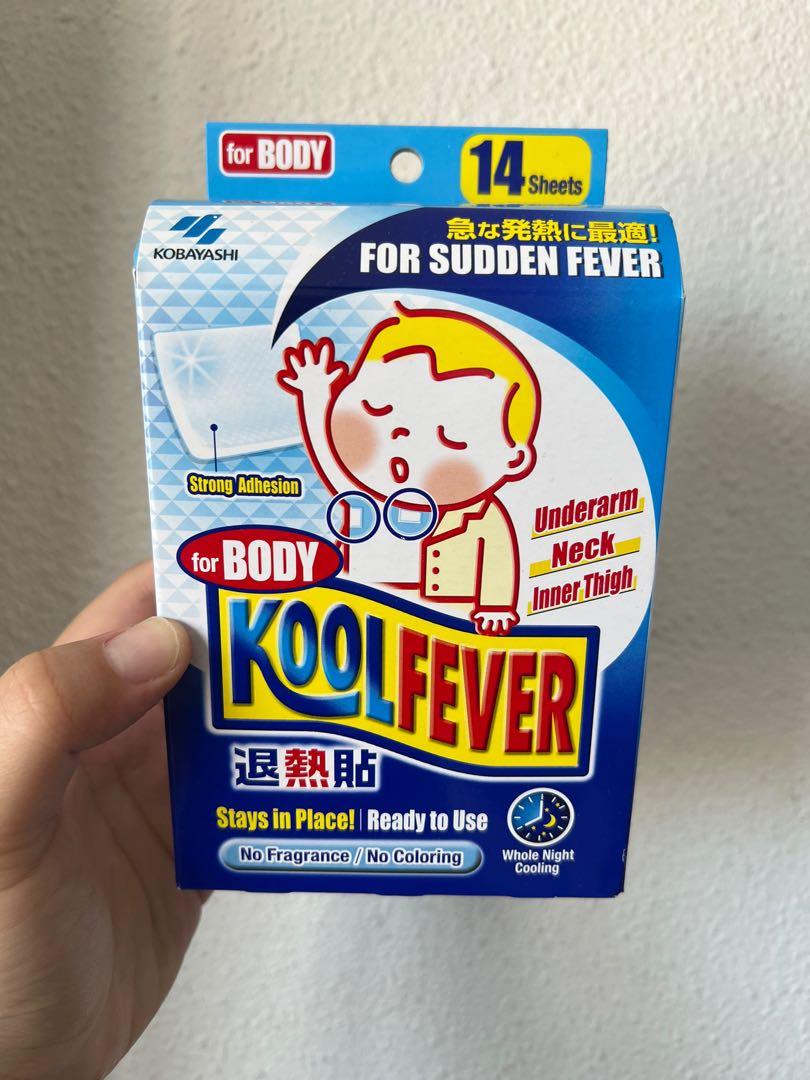 for BODY
14 Sheets
KOBAYASHI
急な発熱に最適!
FOR SUDDEN FEVER
Strong Adhesion
Underarm
Neck
Inner Thigh
for BODY
KOOLFEVER
退熱貼
Stays in Place! | Ready to Use
No Fragrance / No Coloring
Whole Night
Cooling